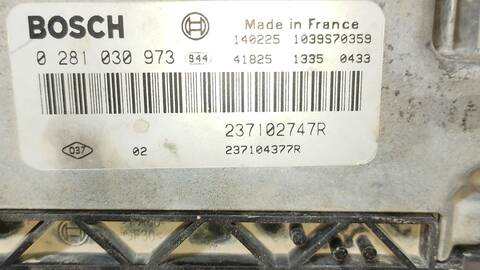 BOSCH
Made in France
140225 1039S70359
0 281 030 973 944 41825 1335 0433
237102747R
037 02 237104377R